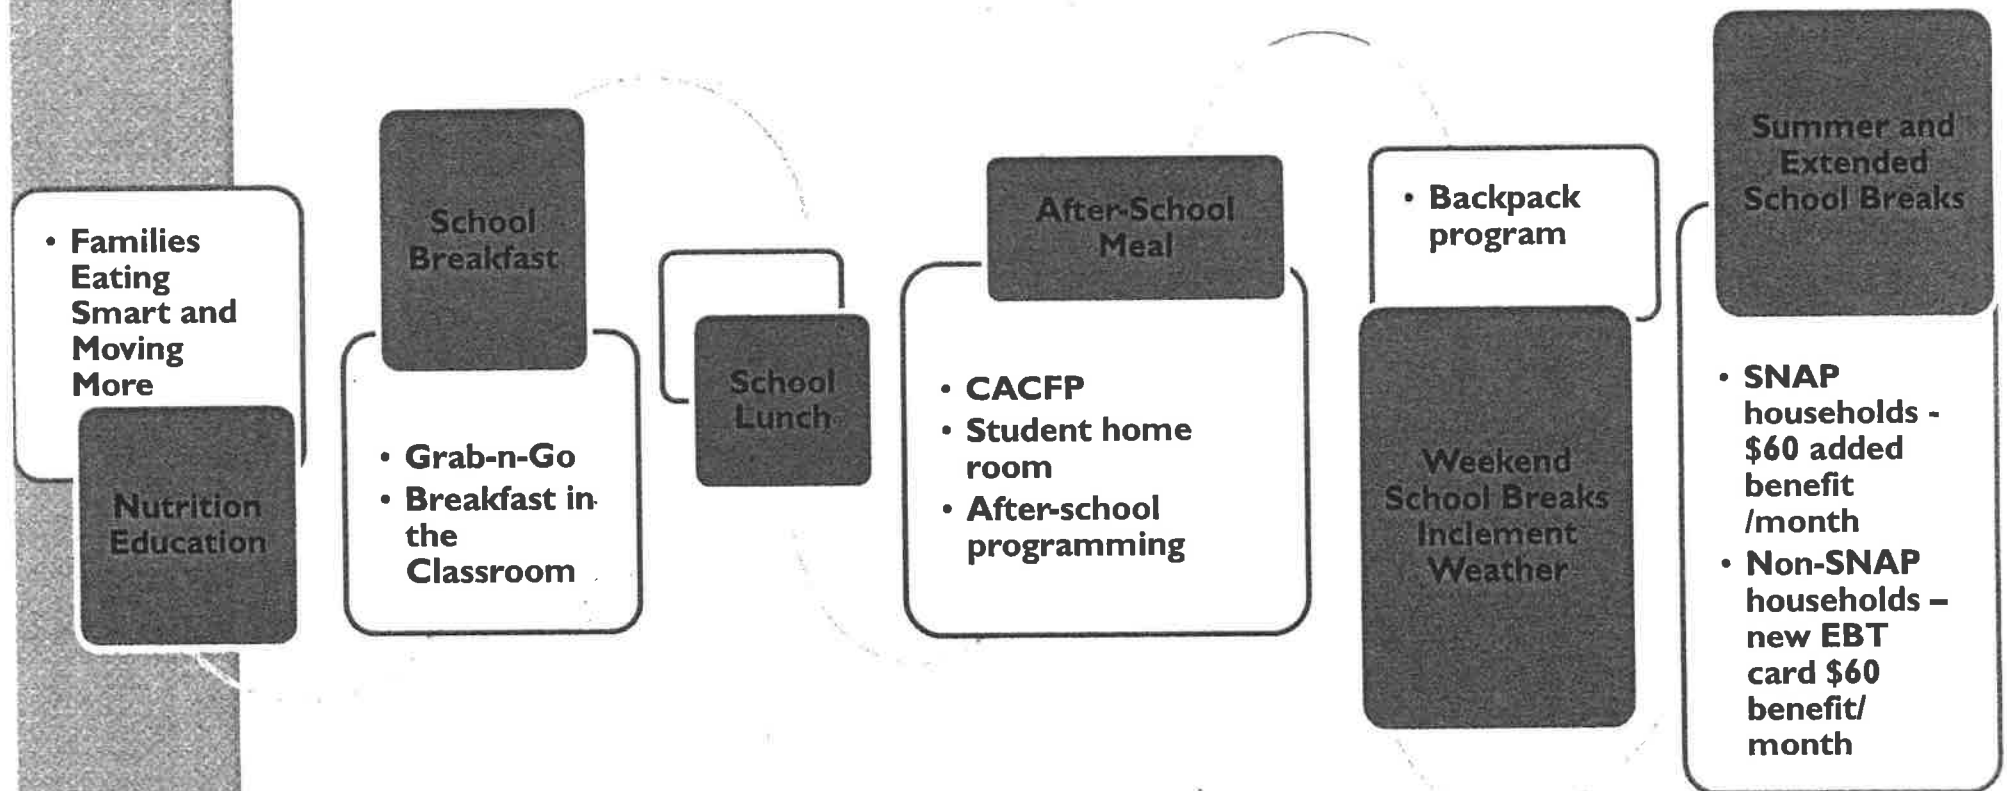 • Families
Eating
Smart and
Moving
More
Nutrition
Education
School
Breakfast
• Grab-n-Go
• Breakfast in
the
Classroom
School
Lunch
After-School
Meal
• CACFP
• Student home
room
• After-school
programming
• Backpack
program
Weekend
School Breaks
Inclement
Weather
Summer and
Extended
School Breaks
• SNAP
households -
$60 added
benefit
/month
• Non-SNAP
households –
new EBT
card $60
benefit/
month